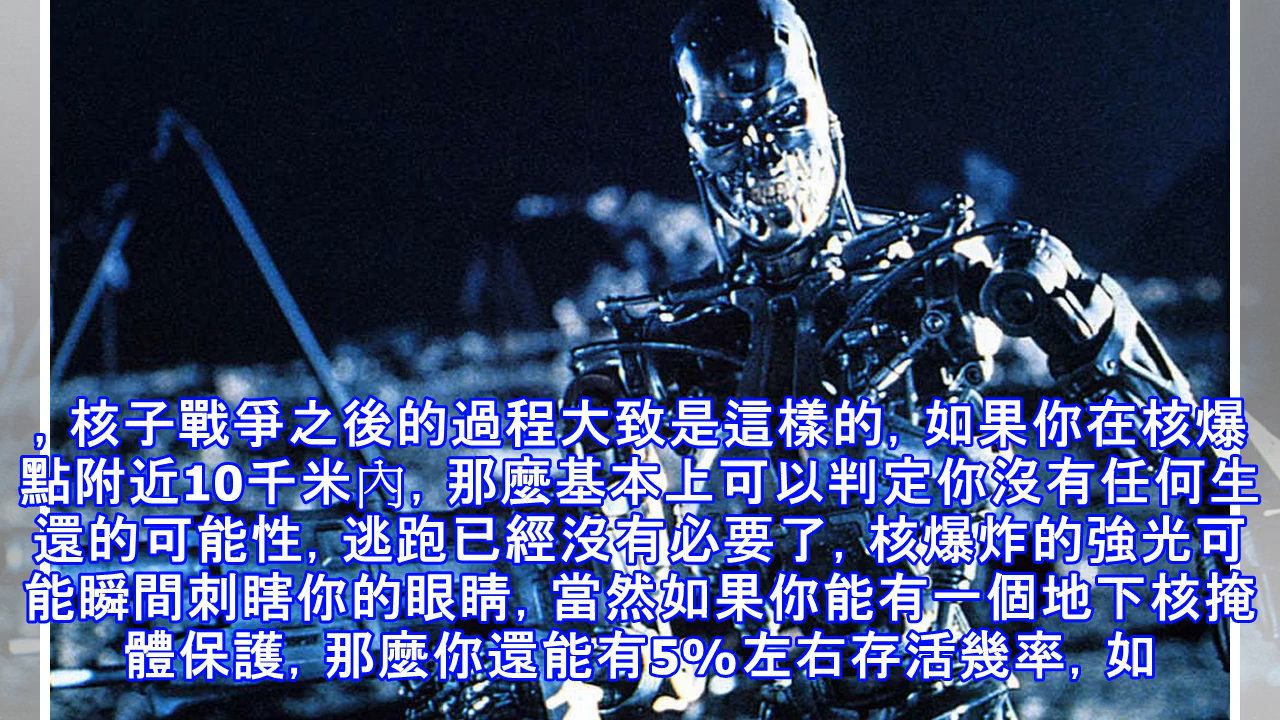 , 核子戰爭之後的過程大致是這樣的, 如果你在核爆
點附近10千米內, 那麼基本上可以判定你沒有任何生
還的可能性, 逃跑已經沒有必要了, 核爆炸的強光可
能瞬間刺瞎你的眼睛, 當然如果你能有一個地下核掩
體保護, 那麼你還能有5%左右存活幾率, 如